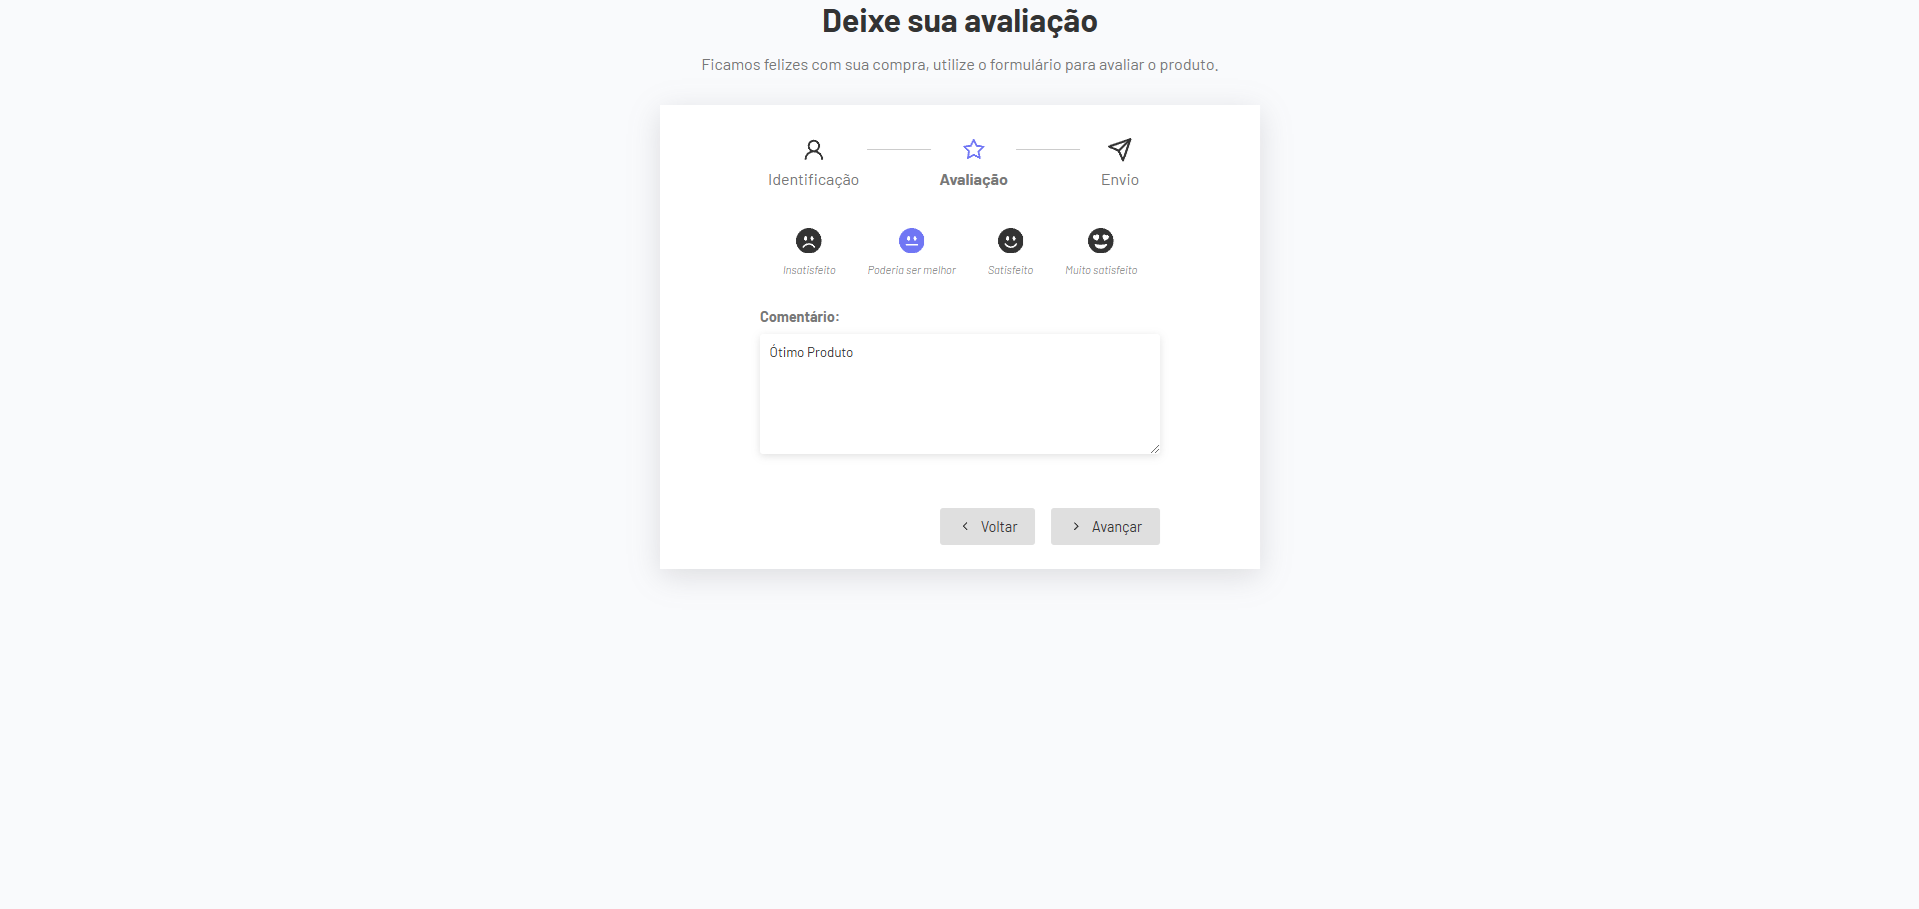 Deixe sua avaliação
Ficamos felizes com sua compra, utilize o formulário para avaliar o produto.
Identificação
Avaliação
Envio
Insatisfeito
Poderia ser melhor
Satisfeito
Muito satisfeito
Comentário:
Ótimo Produto
Voltar
Avançar